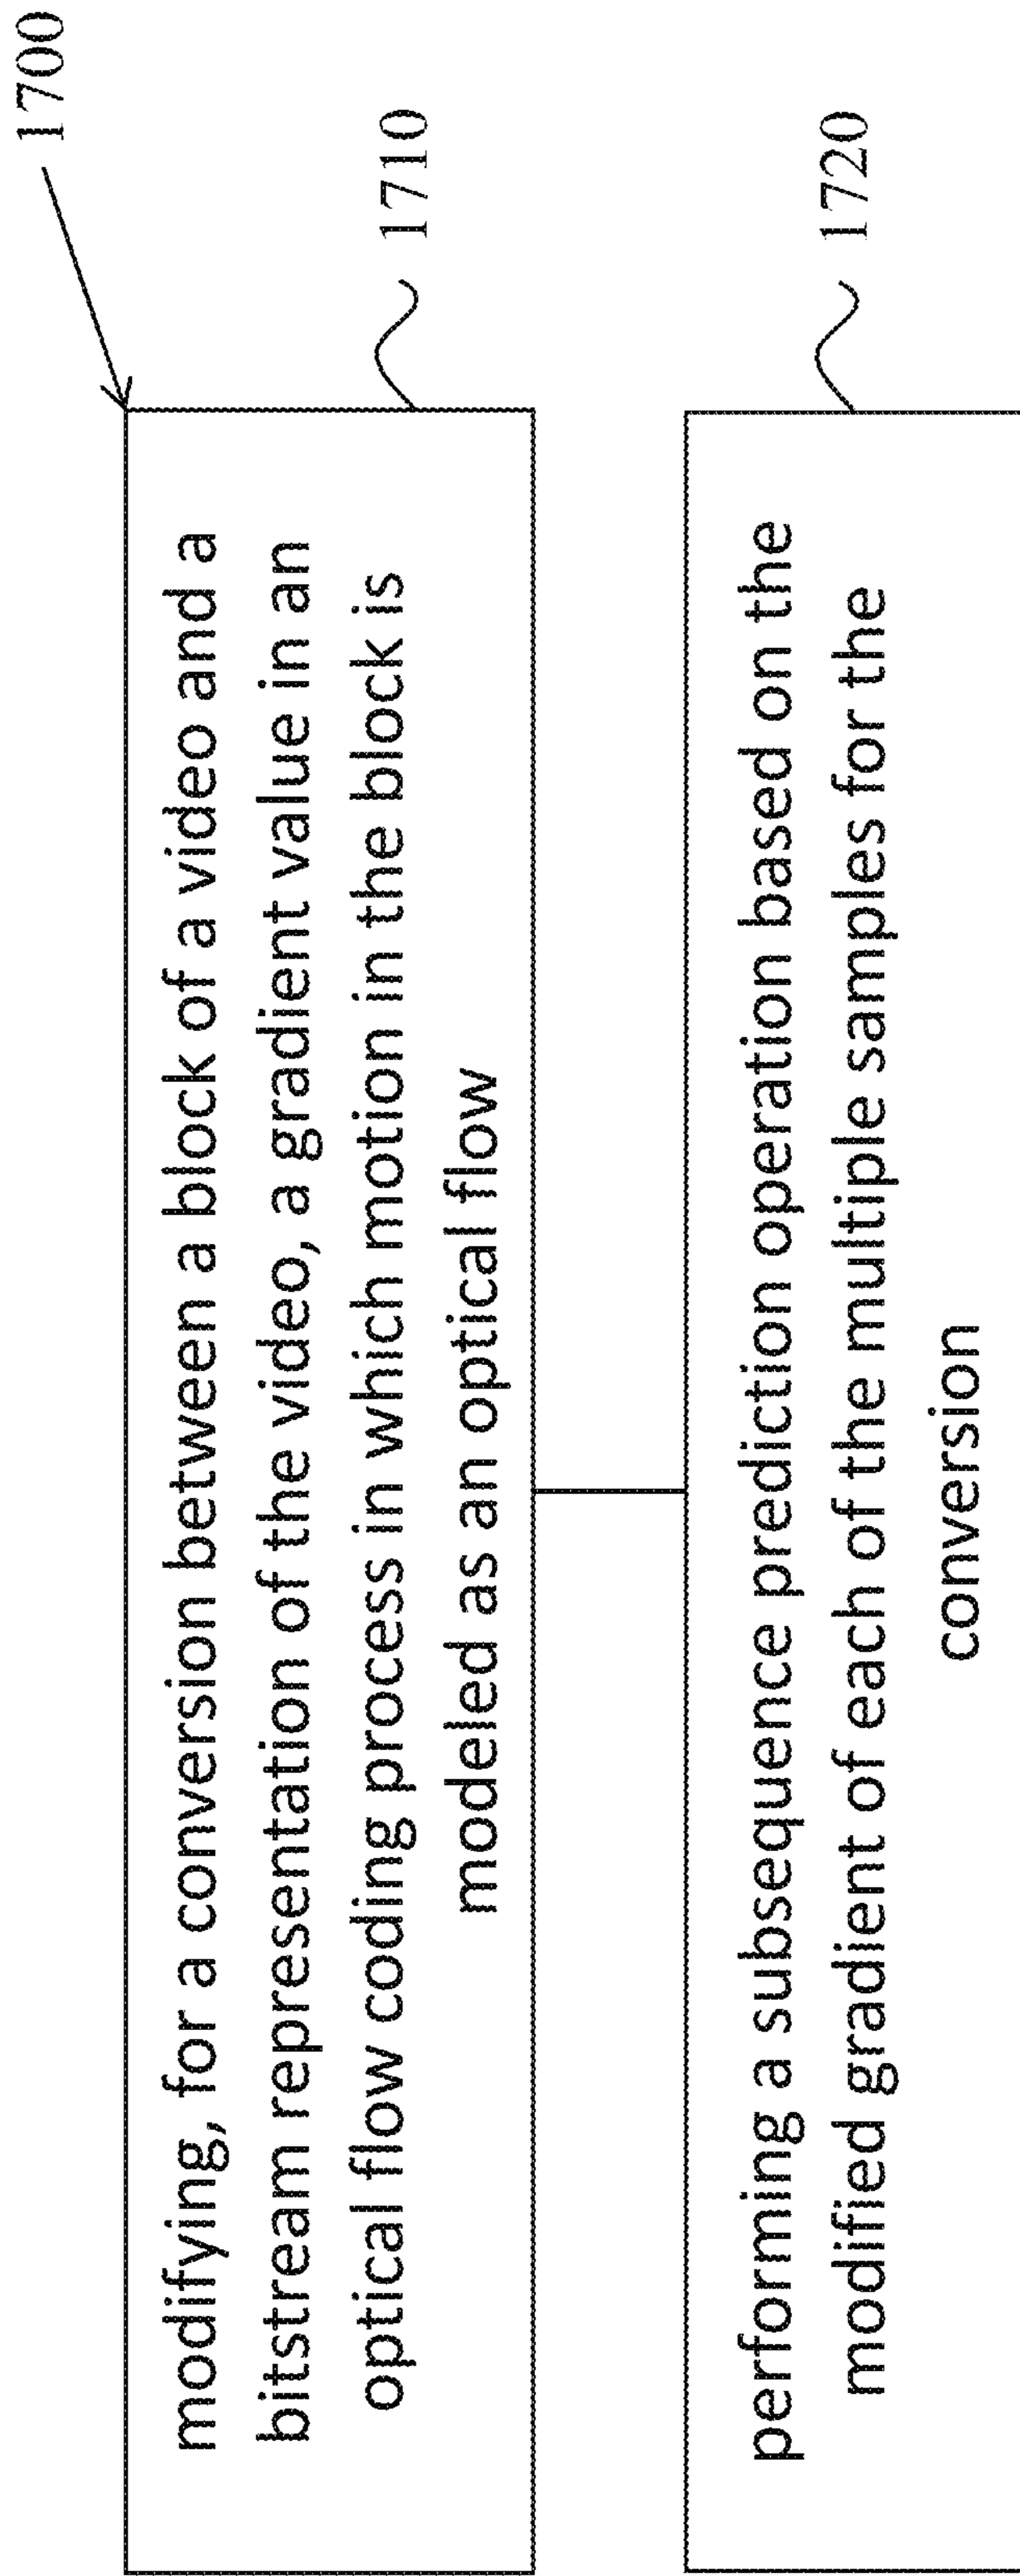 1700
modifying, for a conversion between a block of a video and a
bitstream representation of the video, a gradient value in an
optical flow coding process in which motion in the block is
modeled as an optical flow
1710
performing a subsequence prediction operation based on the
modified gradient of each of the multiple samples for the
conversion
1720